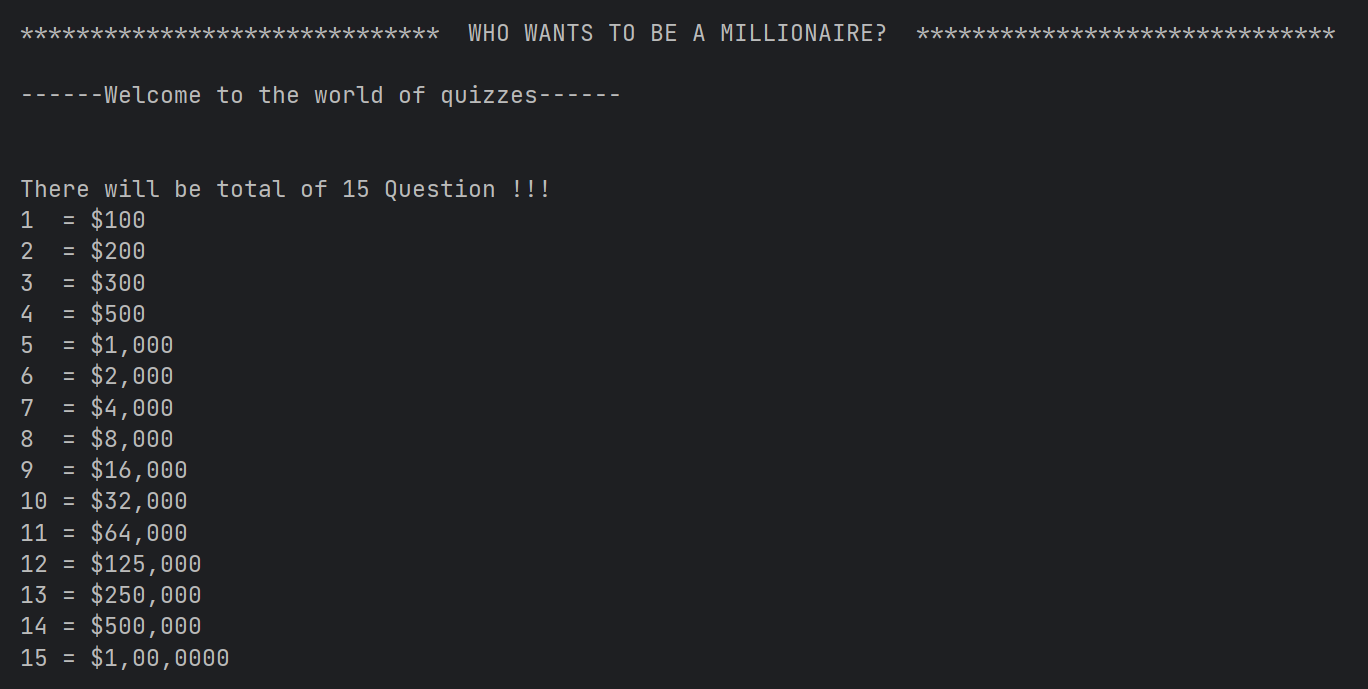 ******************************  WHO WANTS TO BE A MILLIONAIRE?  ******************************
------Welcome to the world of quizzes------
There will be total of 15 Question !!!
1  = $100
2  = $200
3  = $300
4  = $500
5  = $1,000
6  = $2,000
7  = $4,000
8  = $8,000
9  = $16,000
10 = $32,000
11 = $64,000
12 = $125,000
13 = $250,000
14 = $500,000
15 = $1,00,0000